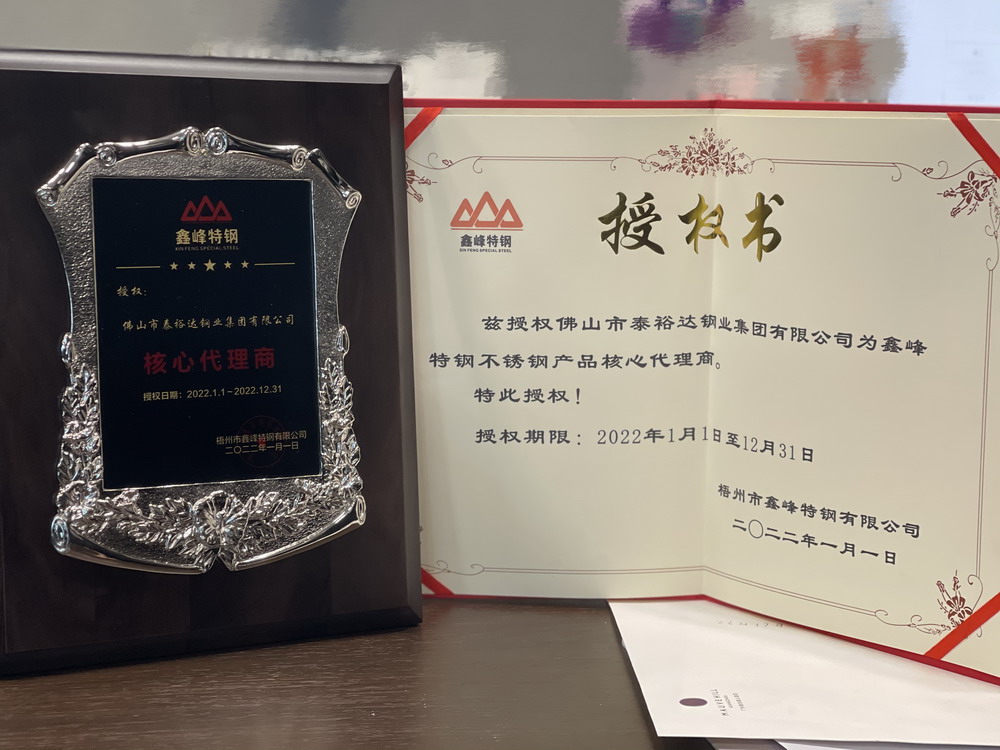 鑫峰特钢
XIN FENG SPECIAL STEEL
授权：
佛山市泰裕达钢业集团有限公司
核心代理商
授权日期：2022.1.1~2022.12.31
梧州市鑫峰特钢有限公司
二〇二二年一月一日
鑫峰特钢
XIN FENG SPECIAL STEEL
授权书
兹授权佛山市泰裕达钢业集团有限公司为鑫峰
特钢不锈钢产品核心代理商。
特此授权！
授权期限：2022年1月1日至12月31日
梧州市鑫峰特钢有限公司
二〇二二年一月一日
MAUVEHILL